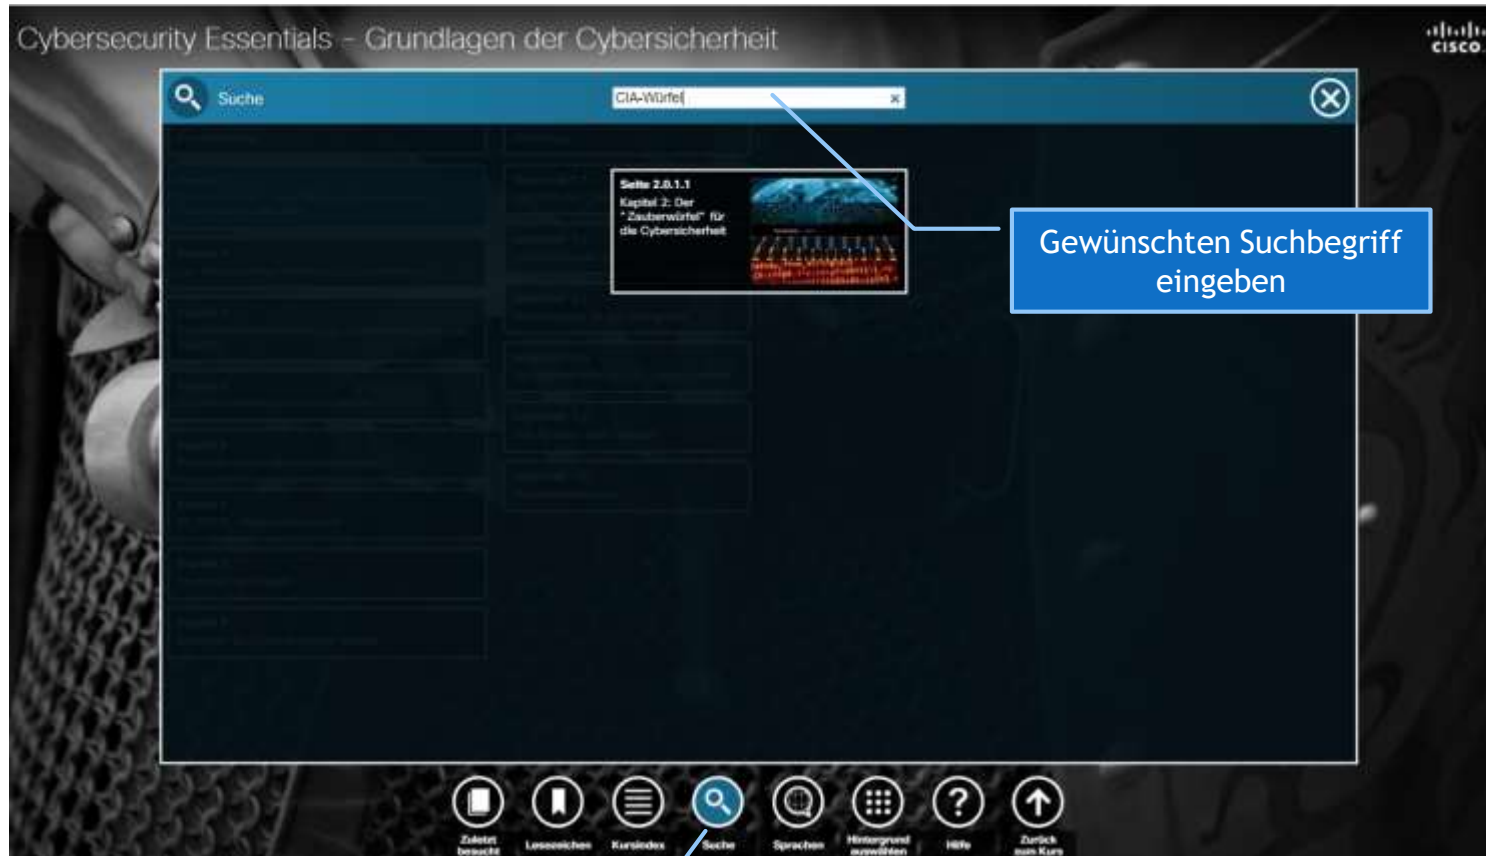 Cybersecurity Essentials – Grundlagen der Cybersicherheit
CISCO
Suche
CIA-Würfel
Seite 2.0.1.1
Kapitel 2: Der
"Zauberwürfel" für
die Cybersicherheit
Gewünschten Suchbegriff
eingeben
Zuletzt
besucht
Lesezeichen
Kursindex
Suche
Sprachen
Hintergrund
auswählen
Hilfe
Zurück
zum Kurs